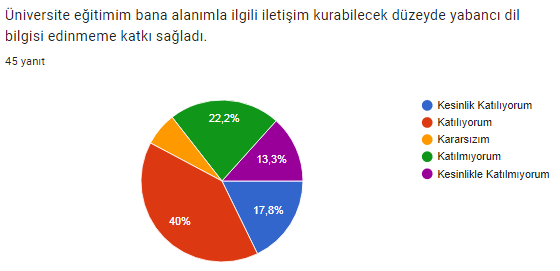 Üniversite eğitimim bana alanımla ilgili iletişim kurabilecek düzeyde yabancı dil
bilgisi edinmeme katkı sağladı.
45 yanıt
Kesinlik Katılıyorum
Katılıyorum
Kararsızım
Katılmıyorum
Kesinlikle Katılmıyorum
22,2%
13,3%
17,8%
40%